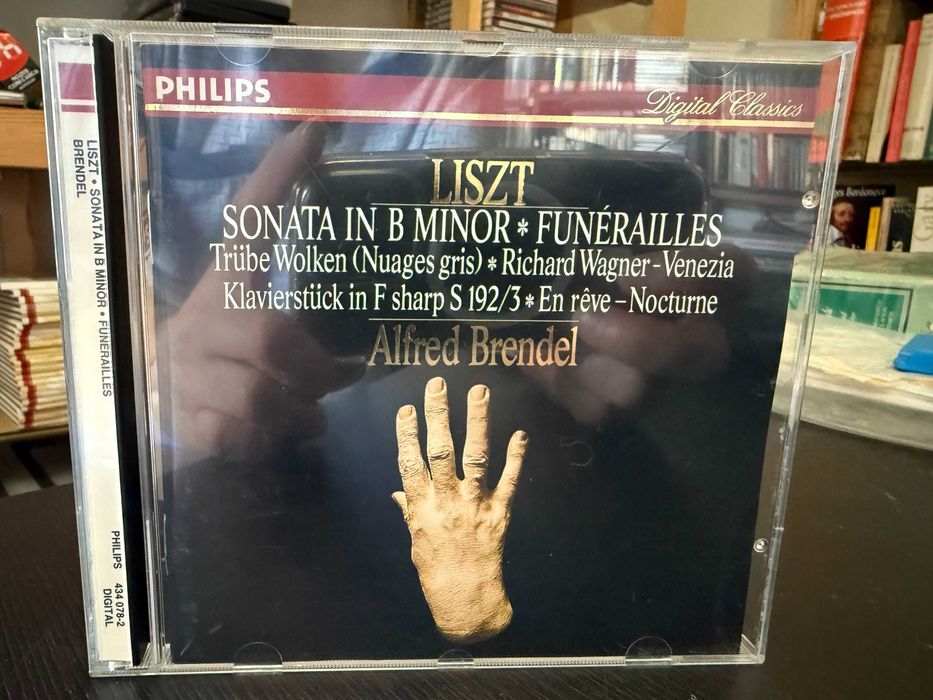 PHILIPS
Digital Classics
LISZT
SONATA IN B MINOR * FUNÉRAILLES
Trübe Wolken (Nuages gris) * Richard Wagner – Venezia
Klavierstück in F sharp S 192/3 * En rêve – Nocturne
Alfred Brendel
LISZT • SONATA IN B MINOR • FUNERAILLES
BRENDEL
PHILIPS 434 078-2
DIGITAL